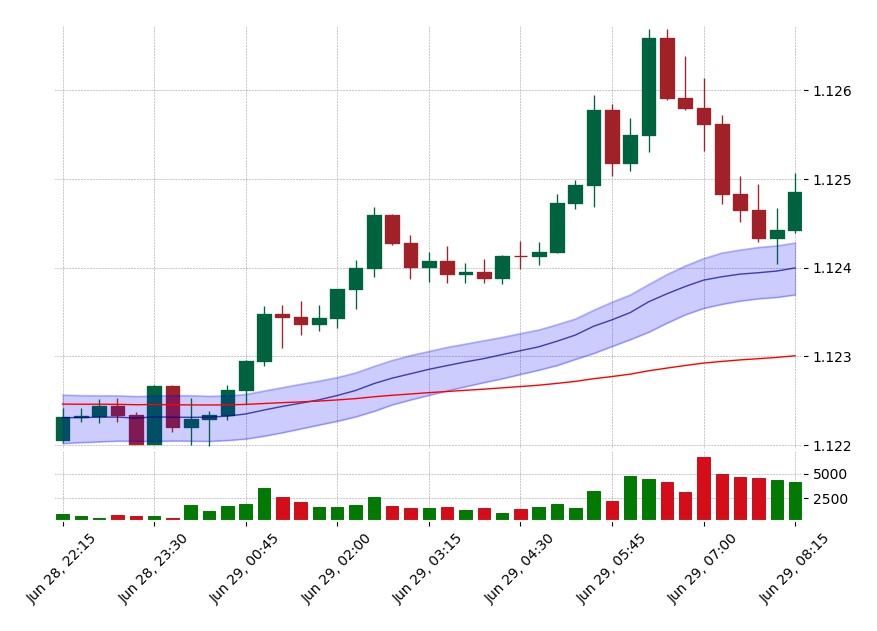 1.126
1.125
1.124
1.123
1.122
5000
2500
Jun 28, 22:15
Jun 28, 23:30
Jun 29, 00:45
Jun 29, 02:00
Jun 29, 03:15
Jun 29, 04:30
Jun 29, 05:45
Jun 29, 07:00
Jun 29, 08:15